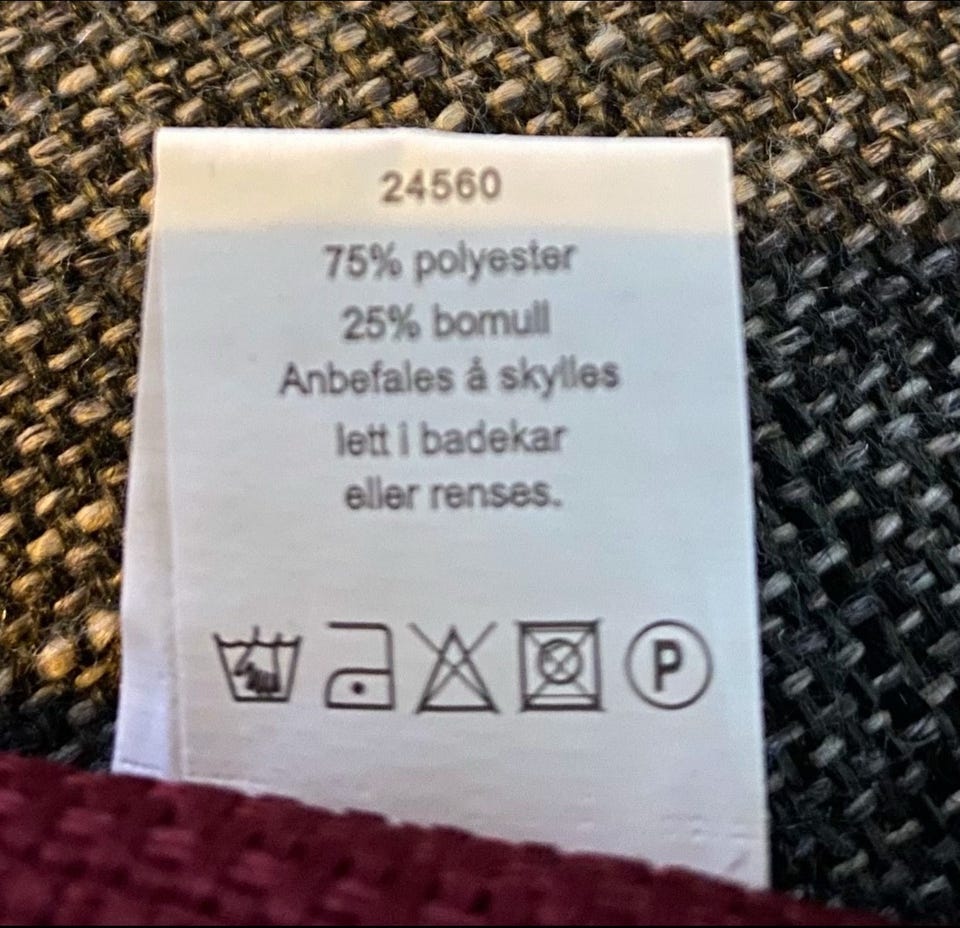 24560
75% polyester
25% bomull
Anbefales å skylles
lett i badekar
eller renses.
P